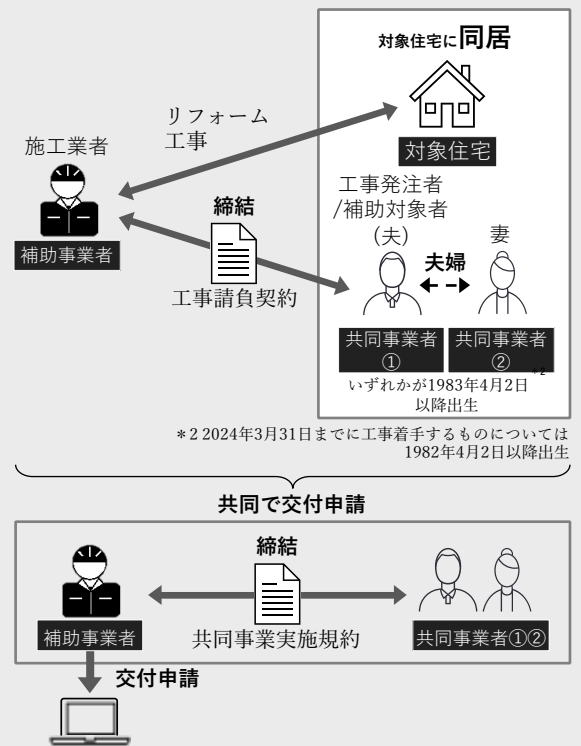 対象住宅に同居
リフォーム
工事
対象住宅
施工業者
補助事業者
締結
工事請負契約
工事発注者
/補助対象者
(夫)
妻
夫婦
共同事業者
①
共同事業者
②
いずれかが1983年4月2日*2
以降出生
*2 2024年3月31日までに工事着手するものについては
1982年4月2日以降出生
共同で交付申請
締結
補助事業者
共同事業実施規約
共同事業者①②
交付申請